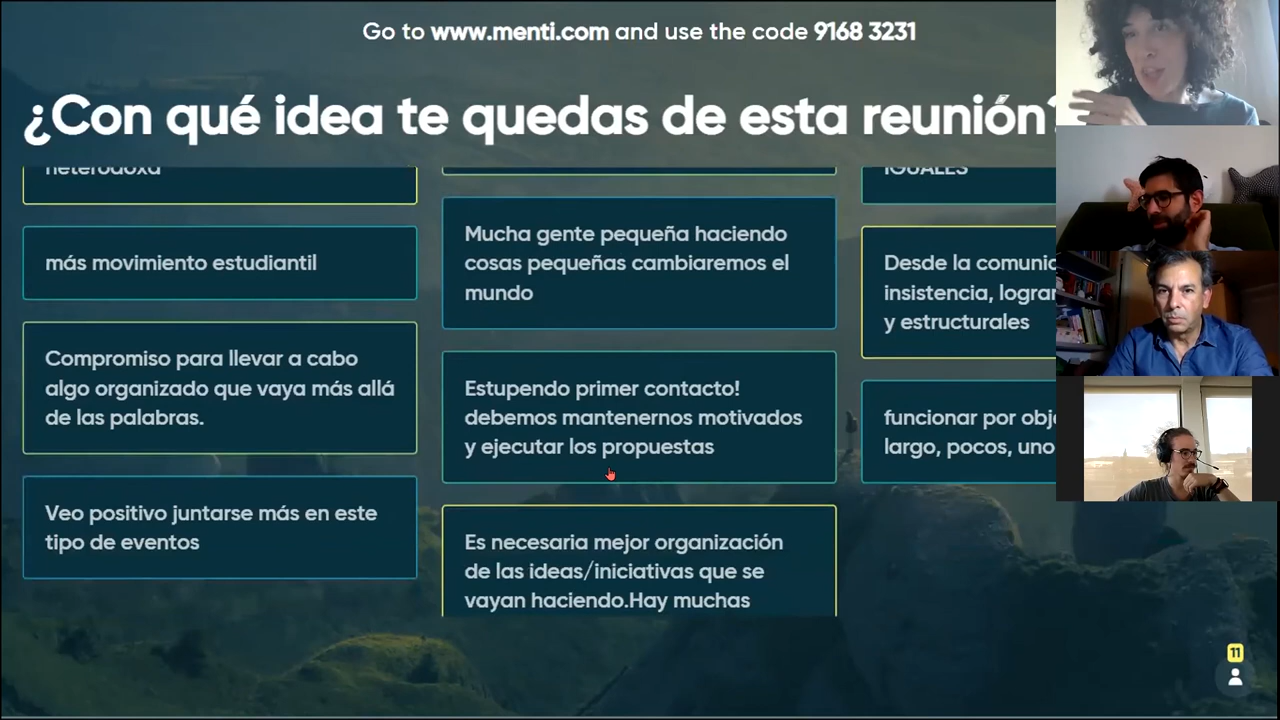 Go to www.menti.com and use the code 9168 3231
¿Con qué idea te quedas de esta reunión?
heterodoxa
más movimiento estudiantil
Compromiso para llevar a cabo
algo organizado que vaya más allá
de las palabras.
Veo positivo juntarse más en este
tipo de eventos
Mucha gente pequeña haciendo
cosas pequeñas cambiaremos el
mundo
Estupendo primer contacto!
debemos mantenernos motivados
y ejecutar los propuestas
Es necesaria mejor organización
de las ideas/iniciativas que se
vayan haciendo.Hay muchas
IGUALES
Desde la
insistencia,
y estructurales
funcionar por
largo, pocos, uno
11